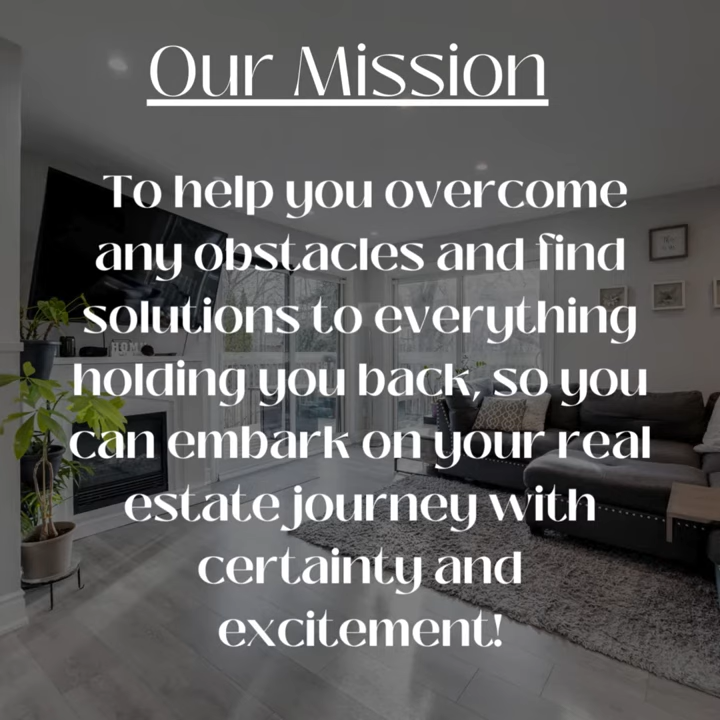 Our Mission
To help you overcome
any obstacles and find
solutions to everything
holding you back, so you
can embark on your real
estate journey with
certainty and
excitement!
HOME